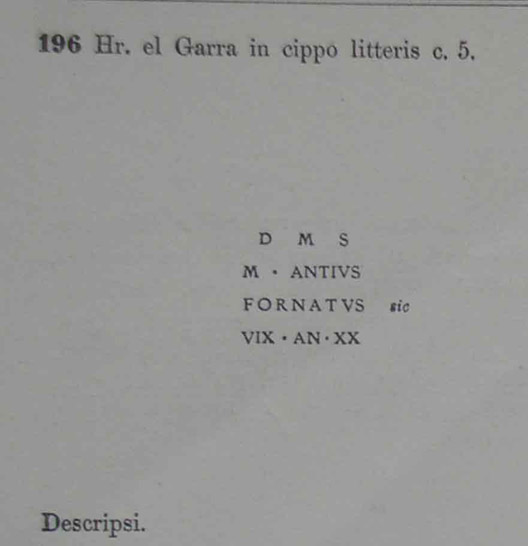 196 Hr. el Garra in cippo litteris c. 5.
D M S
M · ANTIVS
FORNATVS sic
VIX · AN · XX
Descripsi.